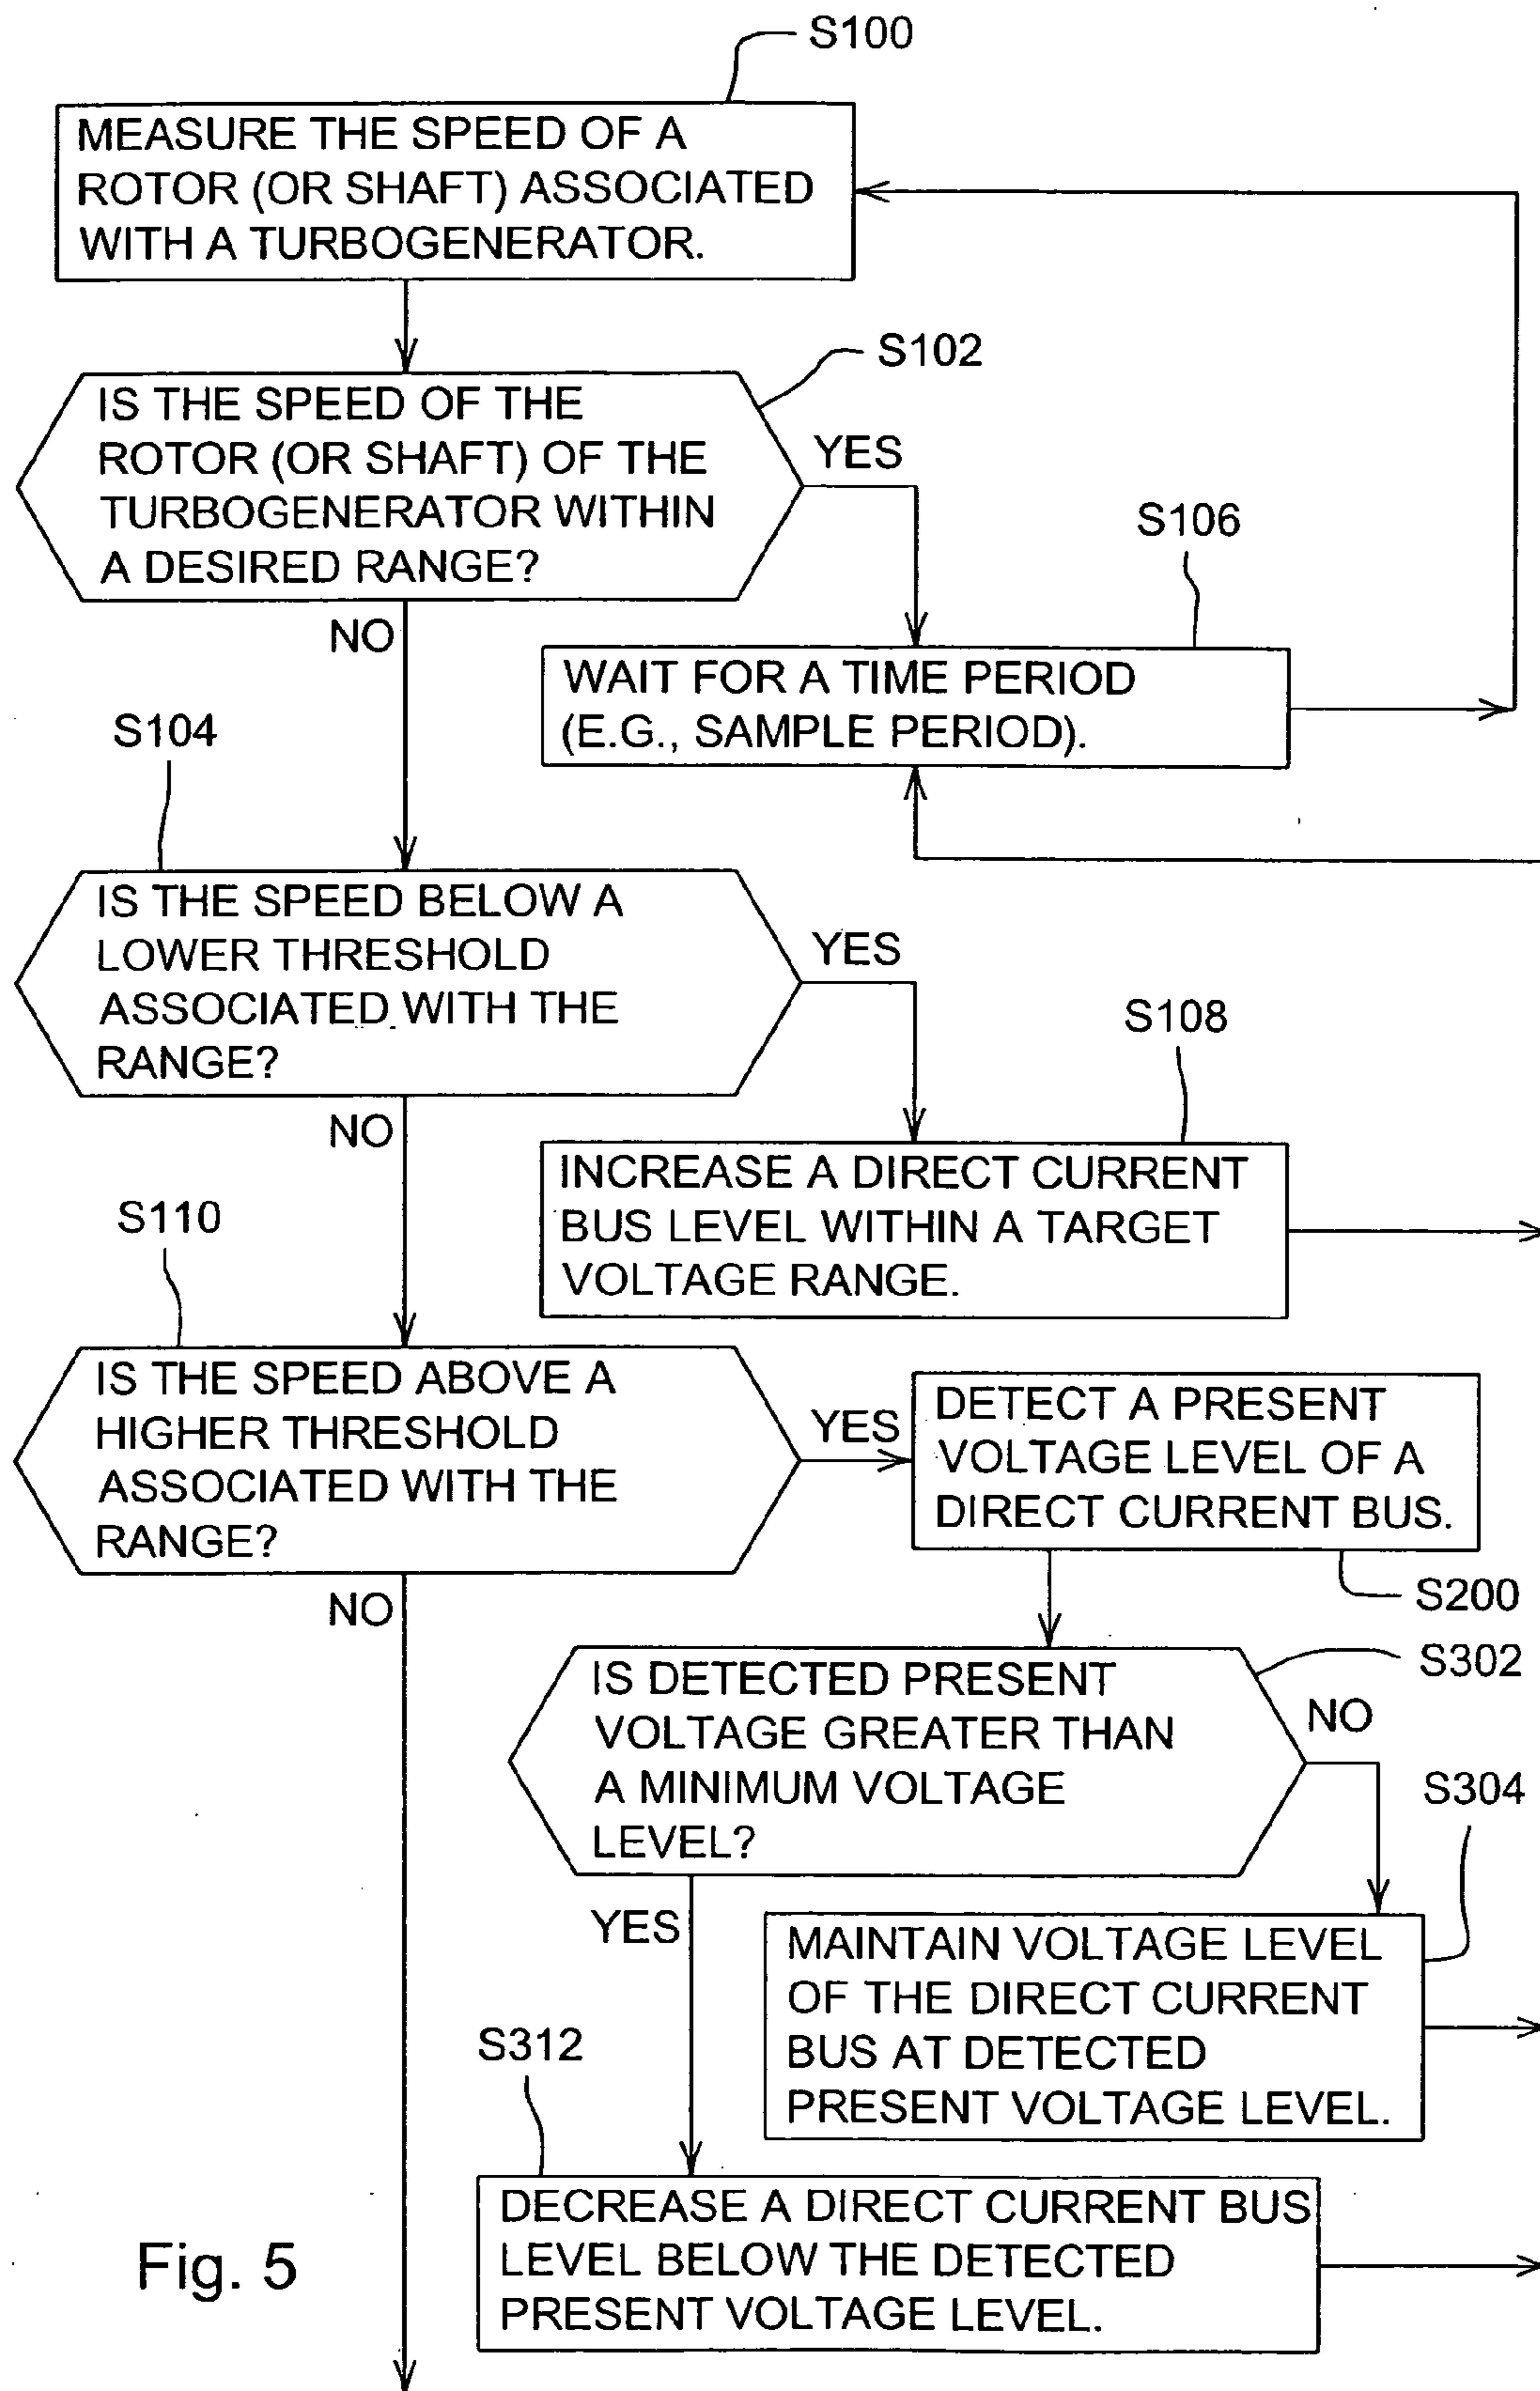 S100
MEASURE THE SPEED OF A
ROTOR (OR SHAFT) ASSOCIATED
WITH A TURBOGENERATOR.
S102
IS THE SPEED OF THE
ROTOR (OR SHAFT) OF THE
TURBOGENERATOR WITHIN
A DESIRED RANGE?
YES
NO
S106
WAIT FOR A TIME PERIOD
(E.G., SAMPLE PERIOD).
S104
IS THE SPEED BELOW A
LOWER THRESHOLD
ASSOCIATED WITH THE
RANGE?
YES
NO
S108
INCREASE A DIRECT CURRENT
BUS LEVEL WITHIN A TARGET
VOLTAGE RANGE.
S110
IS THE SPEED ABOVE A
HIGHER THRESHOLD
ASSOCIATED WITH THE
RANGE?
YES
NO
DETECT A PRESENT
VOLTAGE LEVEL OF A
DIRECT CURRENT BUS.
S200
S302
IS DETECTED PRESENT
VOLTAGE GREATER THAN
A MINIMUM VOLTAGE
LEVEL?
NO
YES
S304
MAINTAIN VOLTAGE LEVEL
OF THE DIRECT CURRENT
BUS AT DETECTED
PRESENT VOLTAGE LEVEL.
S312
DECREASE A DIRECT CURRENT BUS
LEVEL BELOW THE DETECTED
PRESENT VOLTAGE LEVEL.
Fig. 5